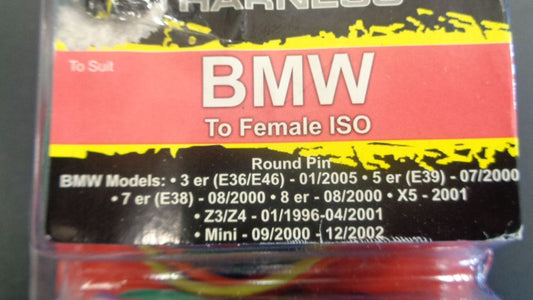 HARNESS
To Suit
BMW
To Female ISO
Round Pin
BMW Models: • 3 er (E36/E46) - 01/2005 • 5 er (E39) - 07/2000
• 7 er (E38) - 08/2000 • 8 er - 08/2000 • X5 - 2001
• Z3/Z4 - 01/1996-04/2001
• Mini - 09/2000 - 12/2002